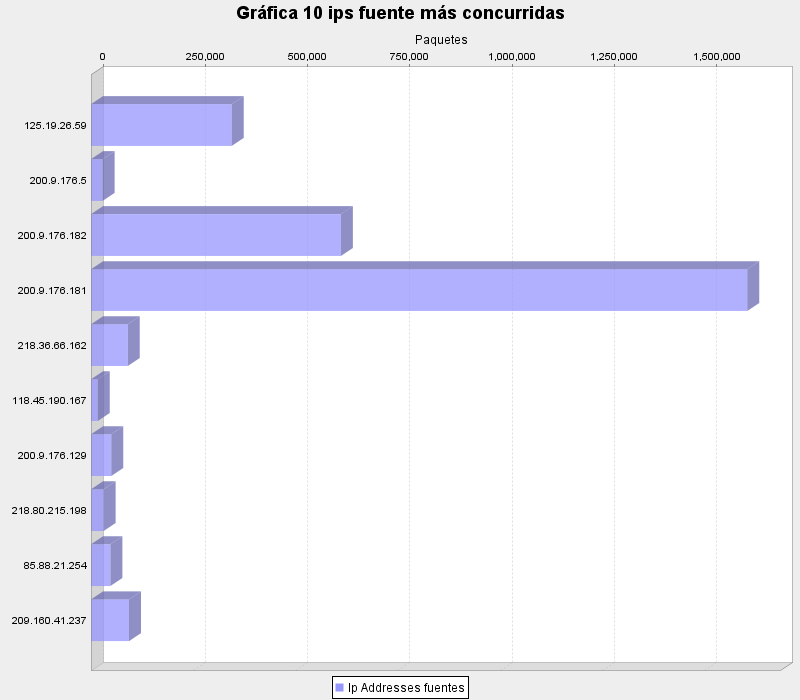 Gráfica 10 ips fuente más concurridas
Paquetes
0 250,000 500,000 750,000 1,000,000 1,250,000 1,500,000
125.19.26.59
200.9.176.5
200.9.176.182
200.9.176.181
218.36.66.162
118.45.190.167
200.9.176.129
218.80.215.198
85.88.21.254
209.160.41.237
Ip Addresses fuentes